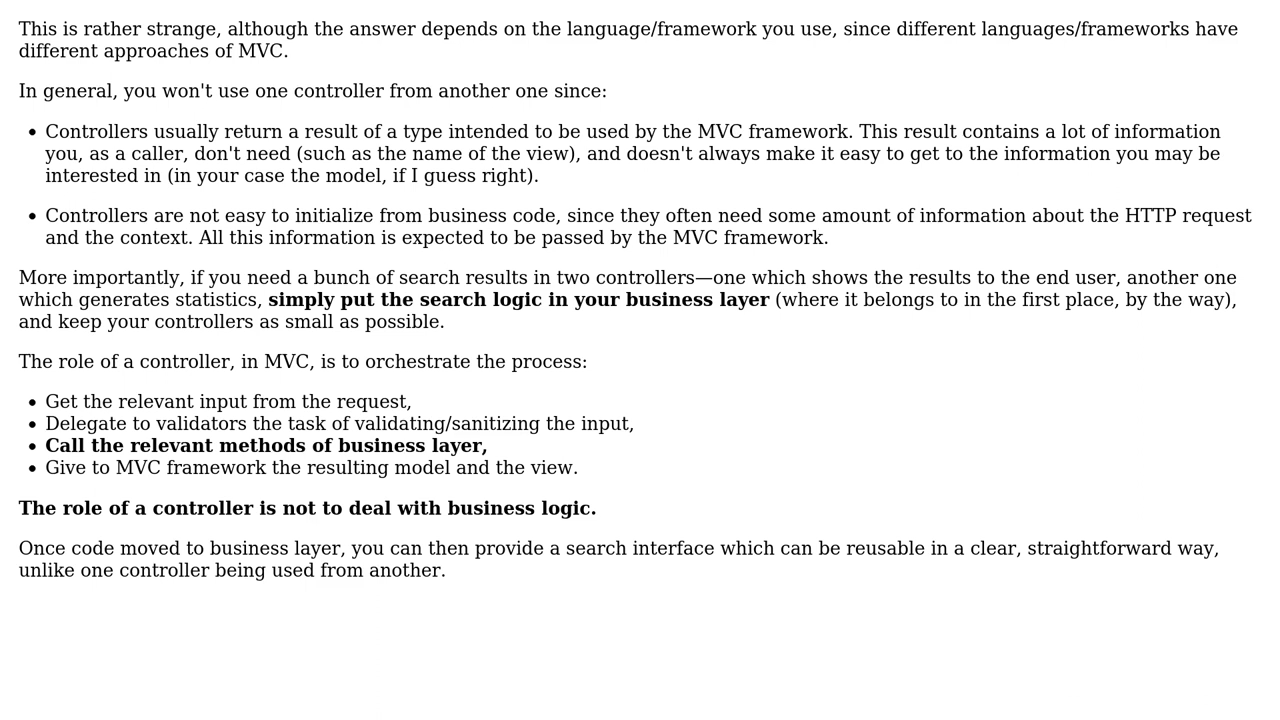 This is rather strange, although the answer depends on the language/framework you use, since different languages/frameworks have
different approaches of MVC.
In general, you won't use one controller from another one since:
• Controllers usually return a result of a type intended to be used by the MVC framework. This result contains a lot of information
you, as a caller, don't need (such as the name of the view), and doesn't always make it easy to get to the information you may be
interested in (in your case the model, if I guess right).
• Controllers are not easy to initialize from business code, since they often need some amount of information about the HTTP request
and the context. All this information is expected to be passed by the MVC framework.
More importantly, if you need a bunch of search results in two controllers—one which shows the results to the end user, another one
which generates statistics, simply put the search logic in your business layer (where it belongs to in the first place, by the way),
and keep your controllers as small as possible.
The role of a controller, in MVC, is to orchestrate the process:
• Get the relevant input from the request,
• Delegate to validators the task of validating/sanitizing the input,
• Call the relevant methods of business layer,
• Give to MVC framework the resulting model and the view.
The role of a controller is not to deal with business logic.
Once code moved to business layer, you can then provide a search interface which can be reusable in a clear, straightforward way,
unlike one controller being used from another.